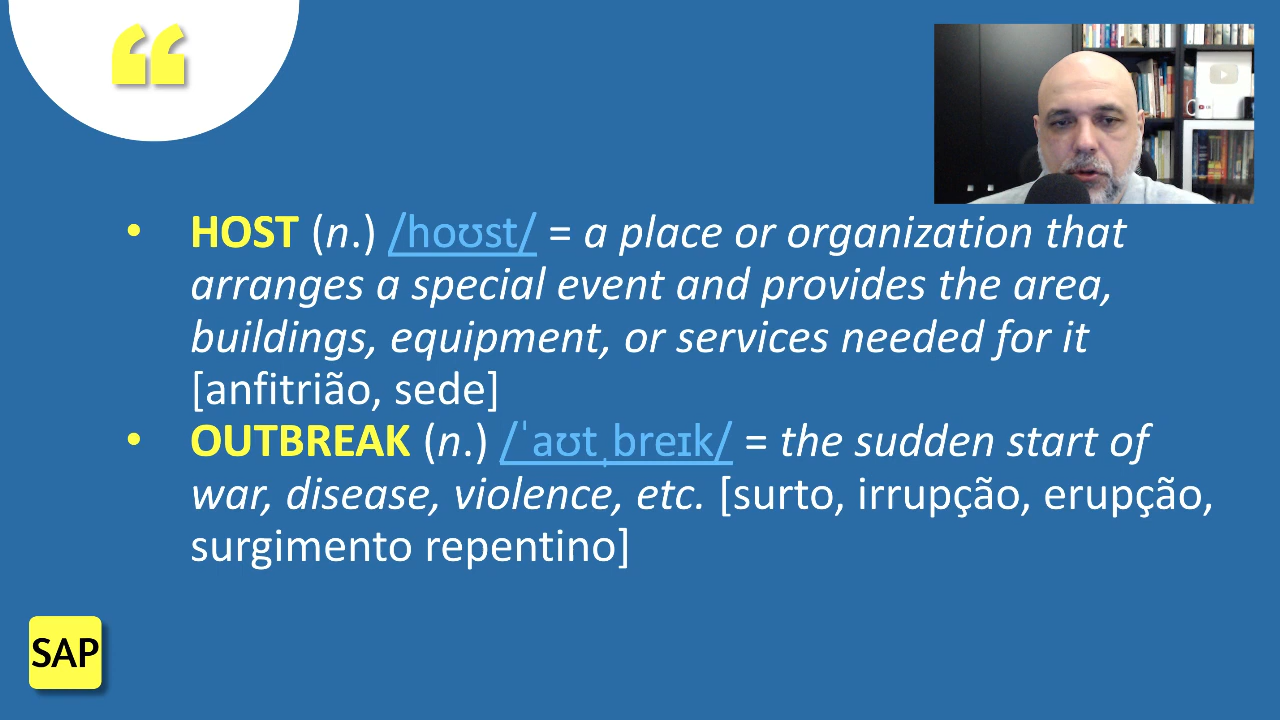 “
• HOST (n.) /hoʊst/ = a place or organization that
arranges a special event and provides the area,
buildings, equipment, or services needed for it
[anfitrião, sede]
• OUTBREAK (n.) /ˈaʊtˌbreɪk/ = the sudden start of
war, disease, violence, etc. [surto, irrupção, erupção,
surgimento repentino]
SAP